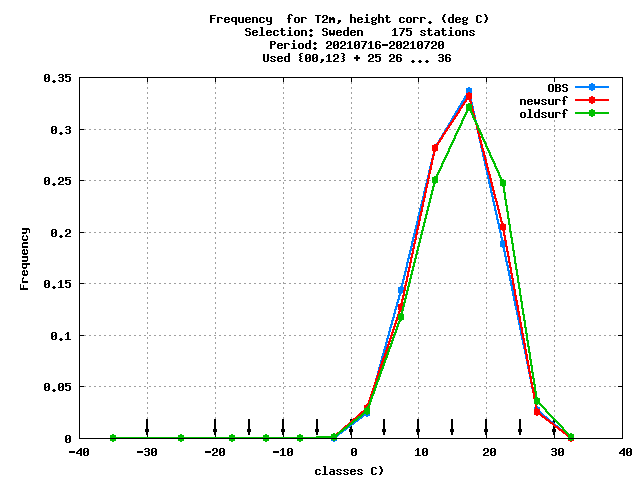 Frequency  for T2m, height corr. (deg C)
Selection: Sweden    175 stations
Period: 20210716-20210720
Used {00,12} + 25 26 ... 36
0.35
0.3
0.25
0.2
0.15
0.1
0.05
0
Frequency
OBS
newsurf
oldsurf
-40 -30 -20 -10 0 10 20 30 40
classes C)